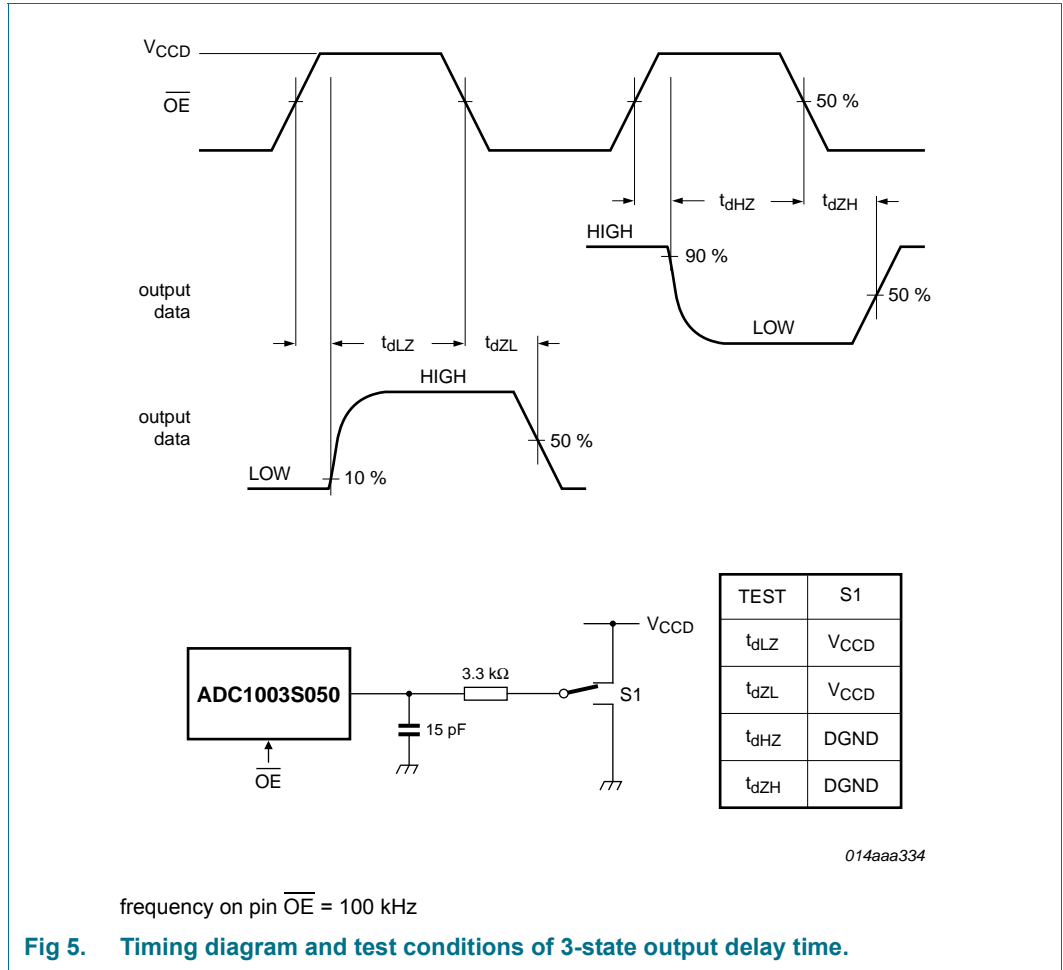 VCCD
OE
50 %
tdHZ
tdZH
HIGH
90 %
output
data
50 %
LOW
tdLZ
tdZL
HIGH
output
data
50 %
LOW
10 %
VCCD
3.3 kΩ
ADC1003S050
S1
15 pF
OE
TEST S1
tdLZ VCCD
tdZL VCCD
tdHZ DGND
tdZH DGND
014aaa334
frequency on pin OE = 100 kHz
Fig 5. Timing diagram and test conditions of 3-state output delay time.